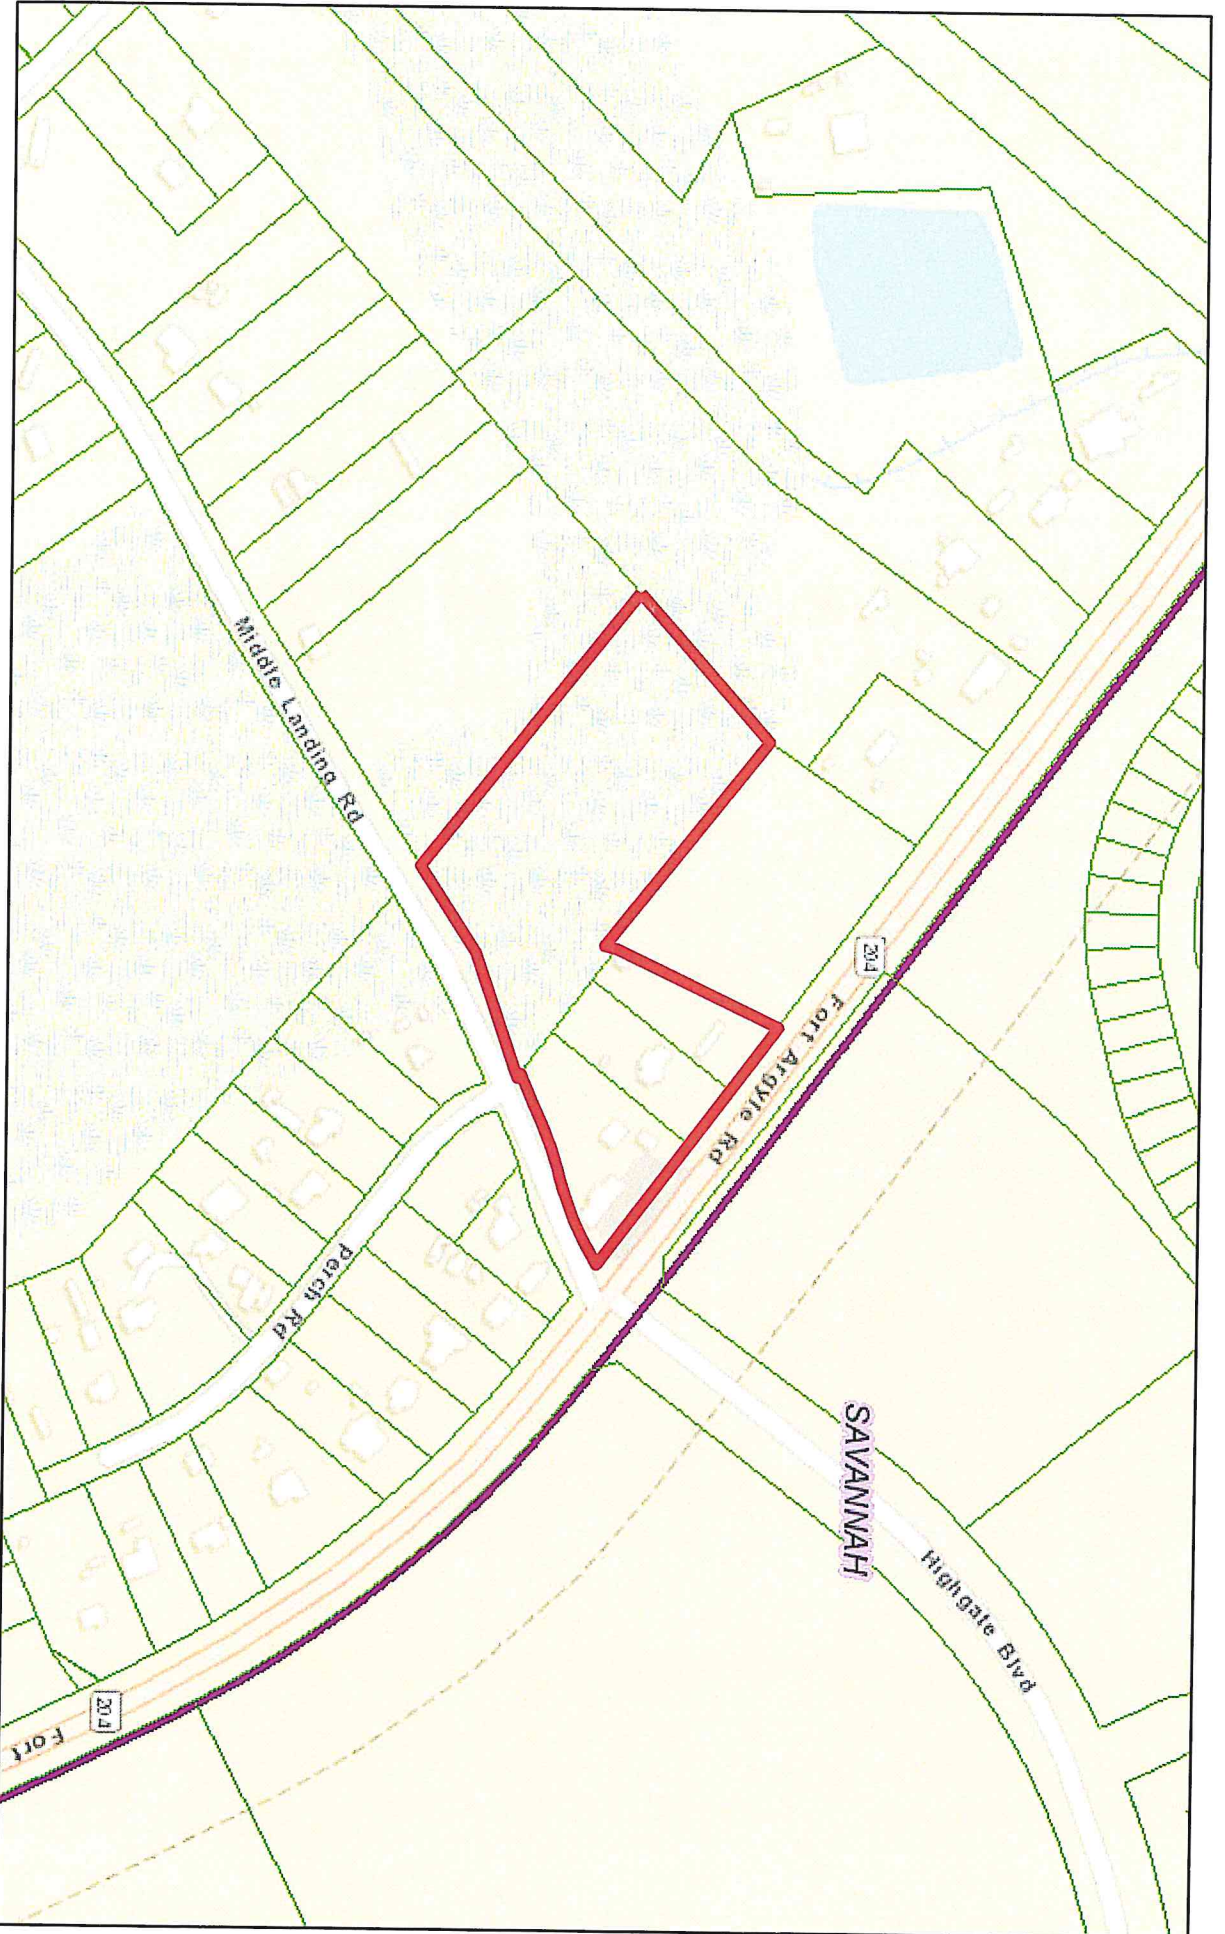 Middle Landing Rd
204
Fort Argyle Rd
Perch Rd
SAVANNAH
Highgate Blvd
204
Fort